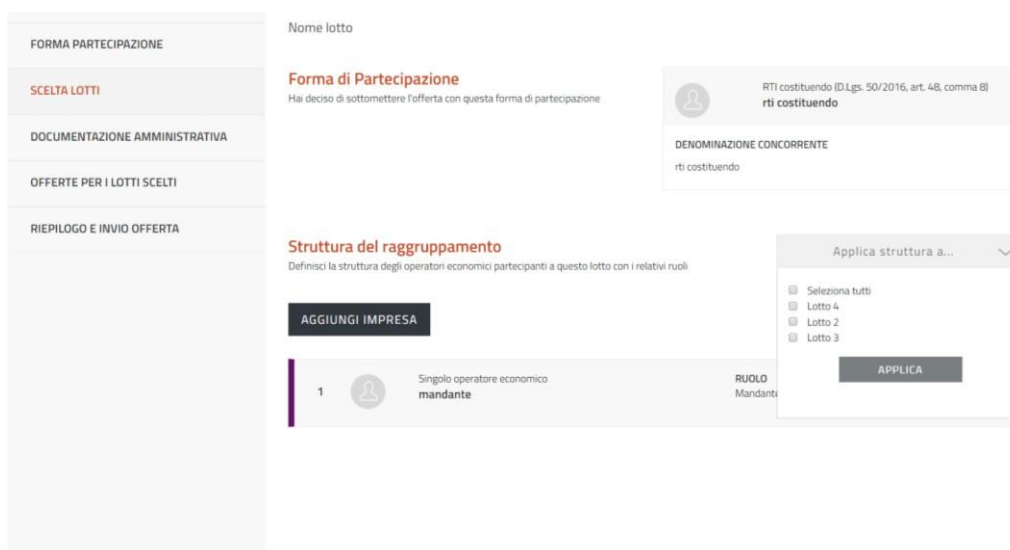 FORMA PARTECIPAZIONE
SCELTA LOTTI
DOCUMENTAZIONE AMMINISTRATIVA
OFFERTE PER I LOTTI SCELTI
RIEPILOGO E INVIO OFFERTA
Nome lotto
Forma di Partecipazione
Hai deciso di sottomettere l'offerta con questa forma di partecipazione
RTI costituendo (D.Lgs. 50/2016, art. 48, comma 8)
rti costituendo
DENOMINAZIONE CONCORRENTE
rti costituendo
Struttura del raggruppamento
Definisci la struttura degli operatori economici partecipanti a questo lotto con i relativi ruoli
Applica struttura a...
Seleziona tutti
Lotto 4
Lotto 2
Lotto 3
APPLICA
AGGIUNGI IMPRESA
1
Singolo operatore economico
mandante
RUOLO
Mandante